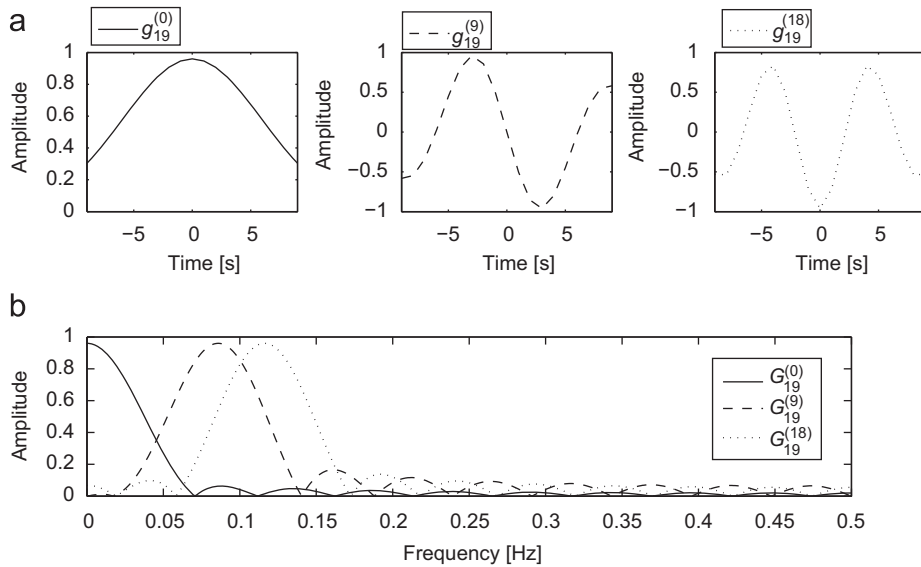 a
g19(0)
g19(9)
g19(18)
Amplitude
1
0.8
0.6
0.4
0.2
0
−5 0 5
Time [s]
Amplitude
1
0.5
0
−0.5
−1
−5 0 5
Time [s]
Amplitude
1
0.5
0
−0.5
−1
−5 0 5
Time [s]
b
Amplitude
1
0.8
0.6
0.4
0.2
0
G19(0)
G19(9)
G19(18)
0 0.05 0.1 0.15 0.2 0.25 0.3 0.35 0.4 0.45 0.5
Frequency [Hz]